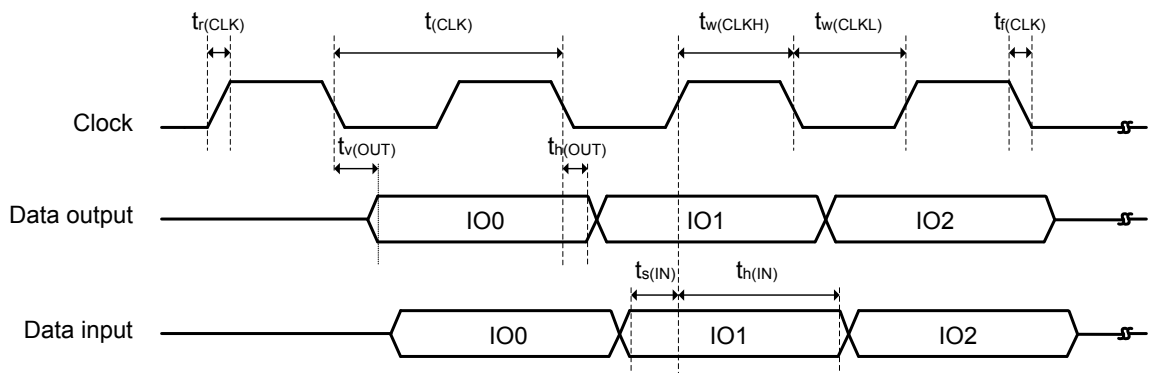 tr(CLK) t(CLK) tw(CLKH) tw(CLKL) tf(CLK)
Clock
tv(OUT) th(OUT)
Data output IO0 IO1 IO2
ts(IN) th(IN)
Data input IO0 IO1 IO2